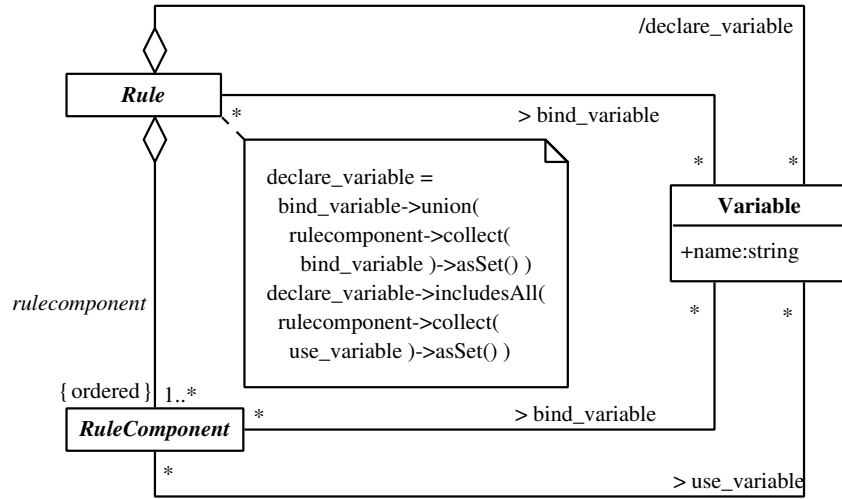 /declare_variable
Rule
*
> bind_variable
*
*
declare_variable =
bind_variable->union(
rulecomponent->collect(
bind_variable )->asSet() )
declare_variable->includesAll(
rulecomponent->collect(
use_variable )->asSet() )
Variable
+name:string
rulecomponent
*
*
{ ordered }
1..*
RuleComponent
*
> bind_variable
*
> use_variable